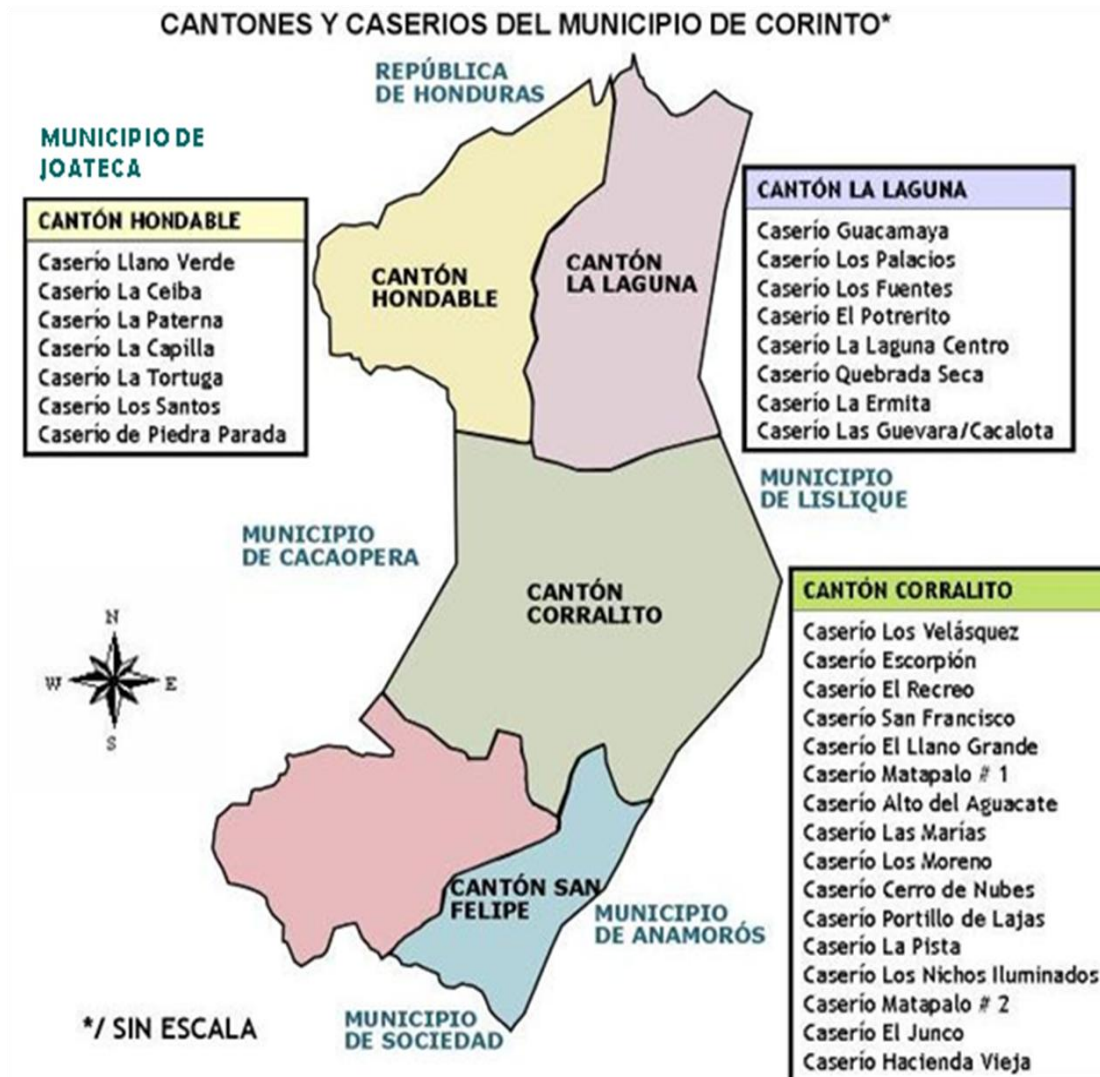 CANTONES Y CASERIOS DEL MUNICIPIO DE CORINTO*
REPÚBLICA
DE HONDURAS
MUNICIPIO DE
JOATECA
CANTÓN HONDABLE
Caserío Llano Verde
Caserío La Ceiba
Caserío La Paterna
Caserío La Capilla
Caserío La Tortuga
Caserío Los Santos
Caserío de Piedra Parada
CANTÓN
HONDABLE
CANTÓN
LA LAGUNA
CANTÓN LA LAGUNA
Caserío Guacamaya
Caserío Los Palacios
Caserío Los Fuentes
Caserío El Potrerito
Caserío La Laguna Centro
Caserío Quebrada Seca
Caserío La Ermita
Caserío Las Guevara/Cacalota
MUNICIPIO
DE LISLIQUE
MUNICIPIO
DE CACAOPERA
CANTÓN
CORRALITO
CANTÓN CORRALITO
Caserío Los Velásquez
Caserío Escorpión
Caserío El Recreo
Caserío San Francisco
Caserío El Llano Grande
Caserío Matapalo # 1
Caserío Alto del Aguacate
Caserío Las Marías
Caserío Los Moreno
Caserío Cerro de Nubes
Caserío Portillo de Lajas
Caserío La Pista
Caserío Los Nichos Iluminados
Caserío Matapalo # 2
Caserío El Junco
Caserío Hacienda Vieja
N
W E
S
CANTÓN SAN
FELIPE
MUNICIPIO
DE ANAMORÓS
MUNICIPIO
DE SOCIEDAD
*/ SIN ESCALA